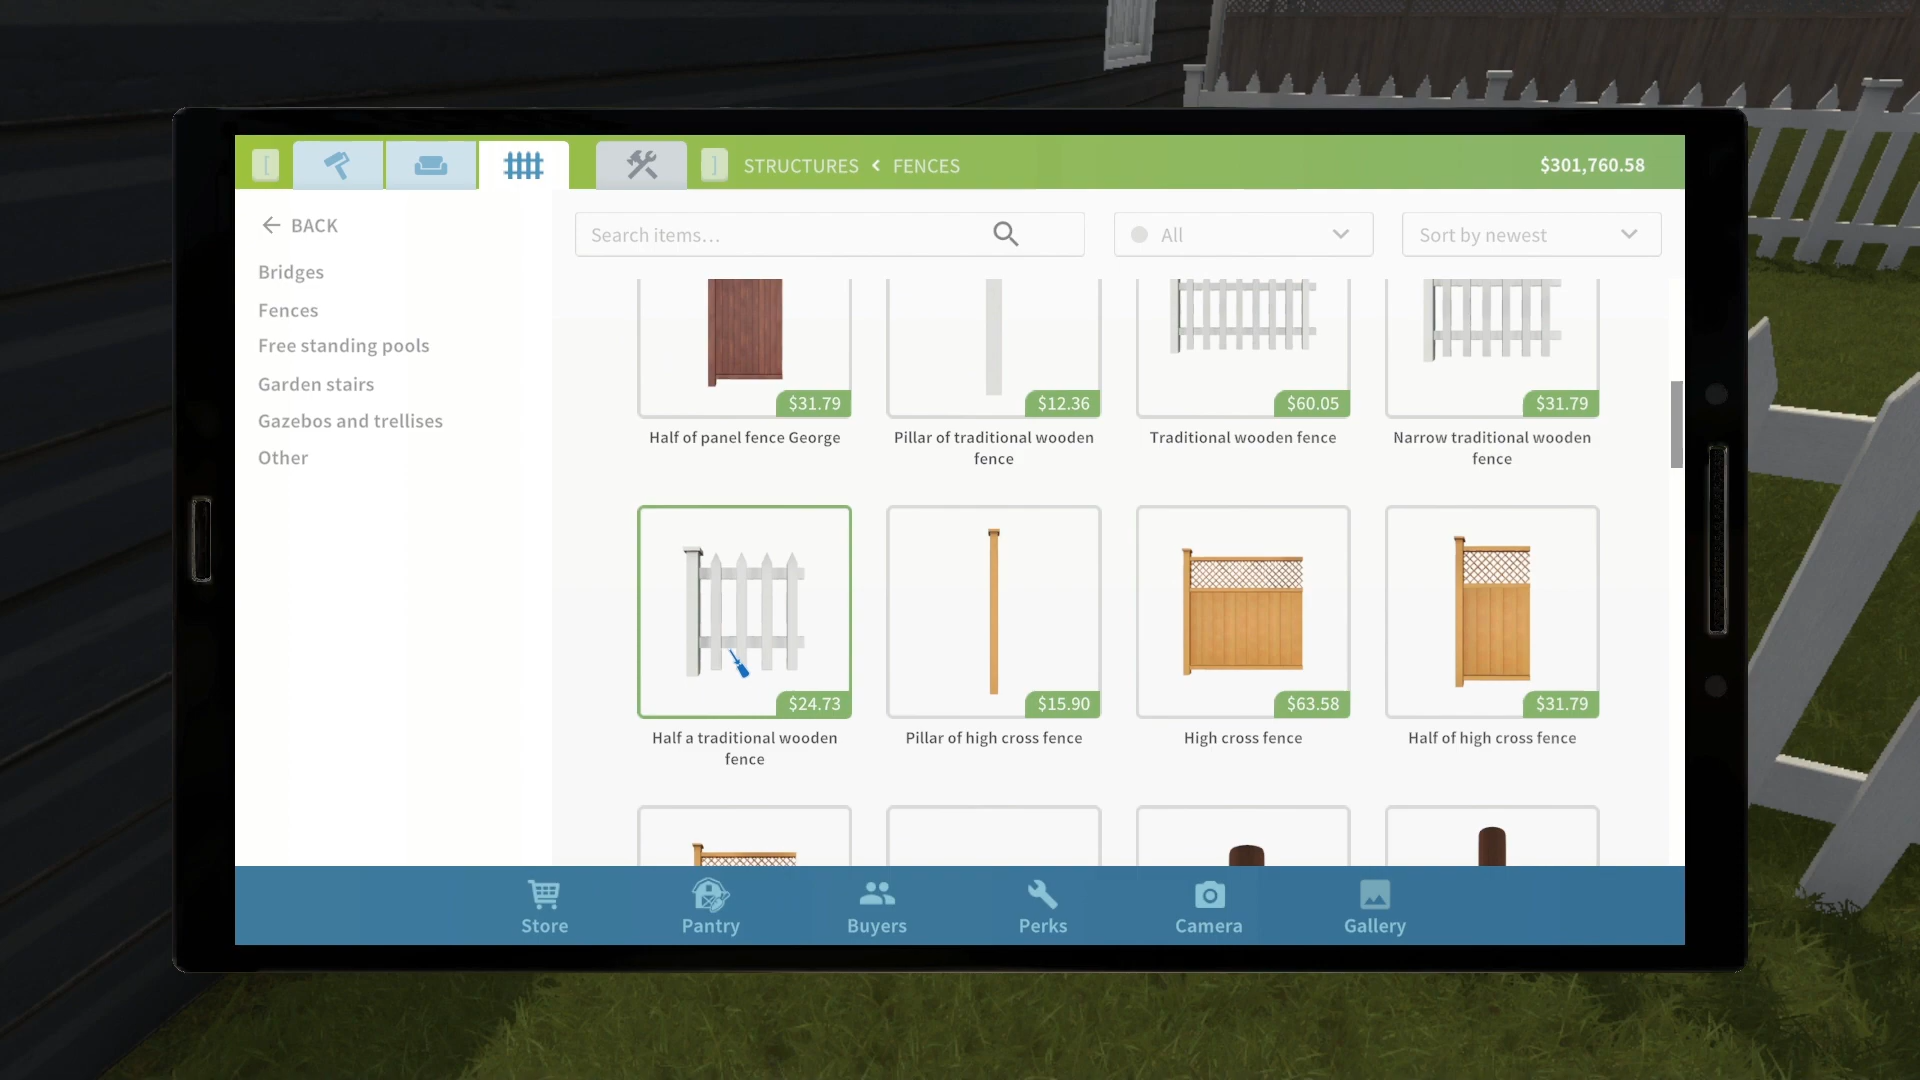 [
]
STRUCTURES < FENCES
$301,760.58
BACK
Bridges
Fences
Free standing pools
Garden stairs
Gazebos and trellises
Other
Search items...
All
Sort by newest
$31.79
$12.36
$60.05
$31.79
Half of panel fence George
Pillar of traditional wooden
fence
Traditional wooden fence
Narrow traditional wooden
fence
$24.73
$15.90
$63.58
$31.79
Half a traditional wooden
fence
Pillar of high cross fence
High cross fence
Half of high cross fence
Store
Pantry
Buyers
Perks
Camera
Gallery